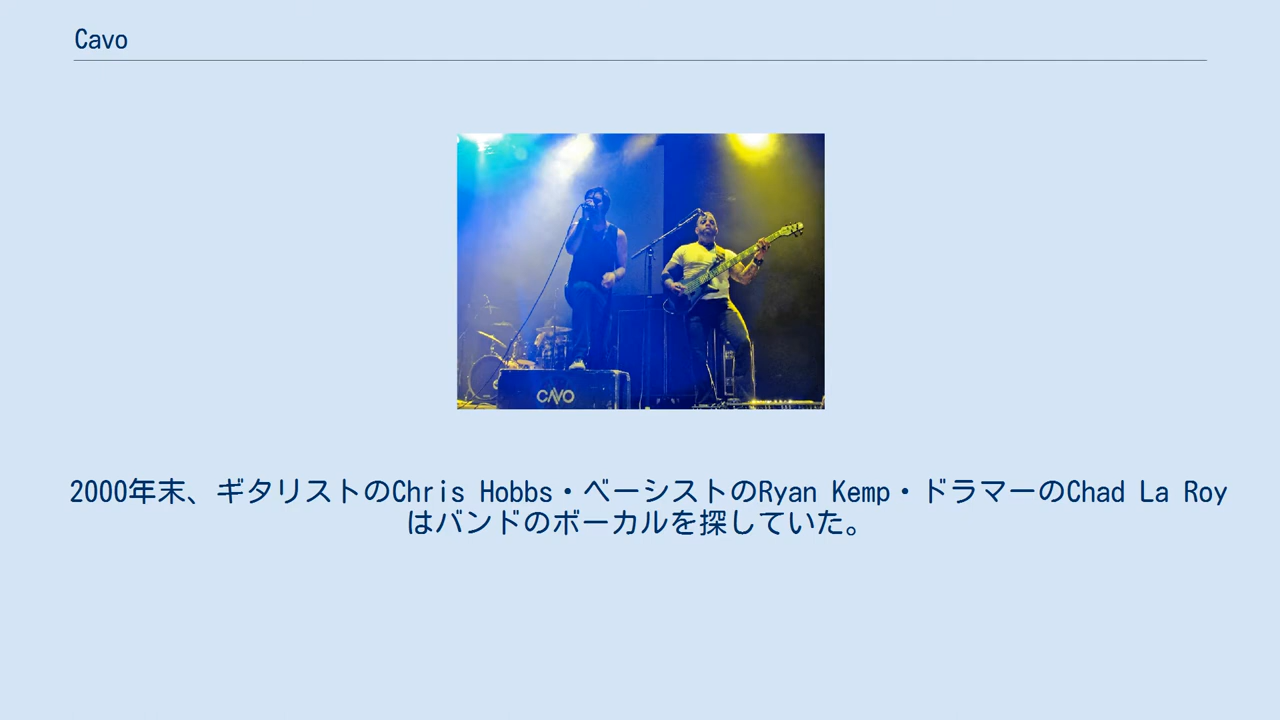 Cavo
CAVO
2000年末、ギタリストのChris Hobbs・ベーシストのRyan Kemp・ドラマーのChad La Roy
はバンドのボーカルを探していた。